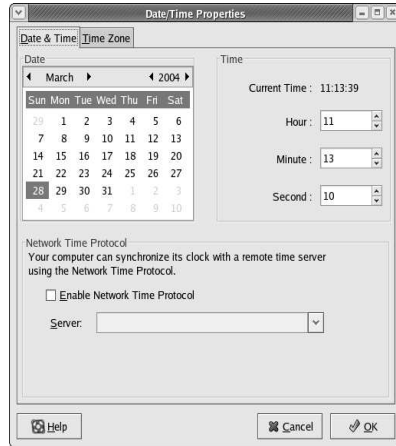 Date/Time Properties
Date & Time Time Zone
Date
March 2004
Sun Mon Tue Wed Thu Fri Sat
29 1 2 3 4 5 6
7 8 9 10 11 12 13
14 15 16 17 18 19 20
21 22 23 24 25 26 27
28 29 30 31 1 2 3
4 5 6 7 8 9 10
Time
Current Time : 11:13:39
Hour : 11
Minute : 13
Second : 10
Network Time Protocol
Your computer can synchronize its clock with a remote time server
using the Network Time Protocol.
Enable Network Time Protocol
Server:
Help Cancel OK